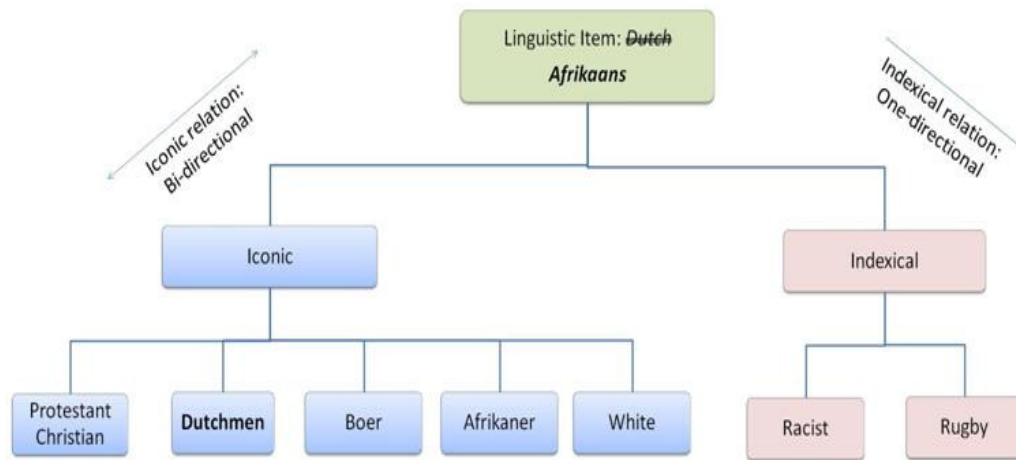 Linguistic Item: Dutch
Afrikaans
Iconic relation:
Bi-directional
Indexical relation:
One-directional
Iconic
Indexical
Protestant
Christian
Dutchmen
Boer
Afrikaner
White
Racist
Rugby